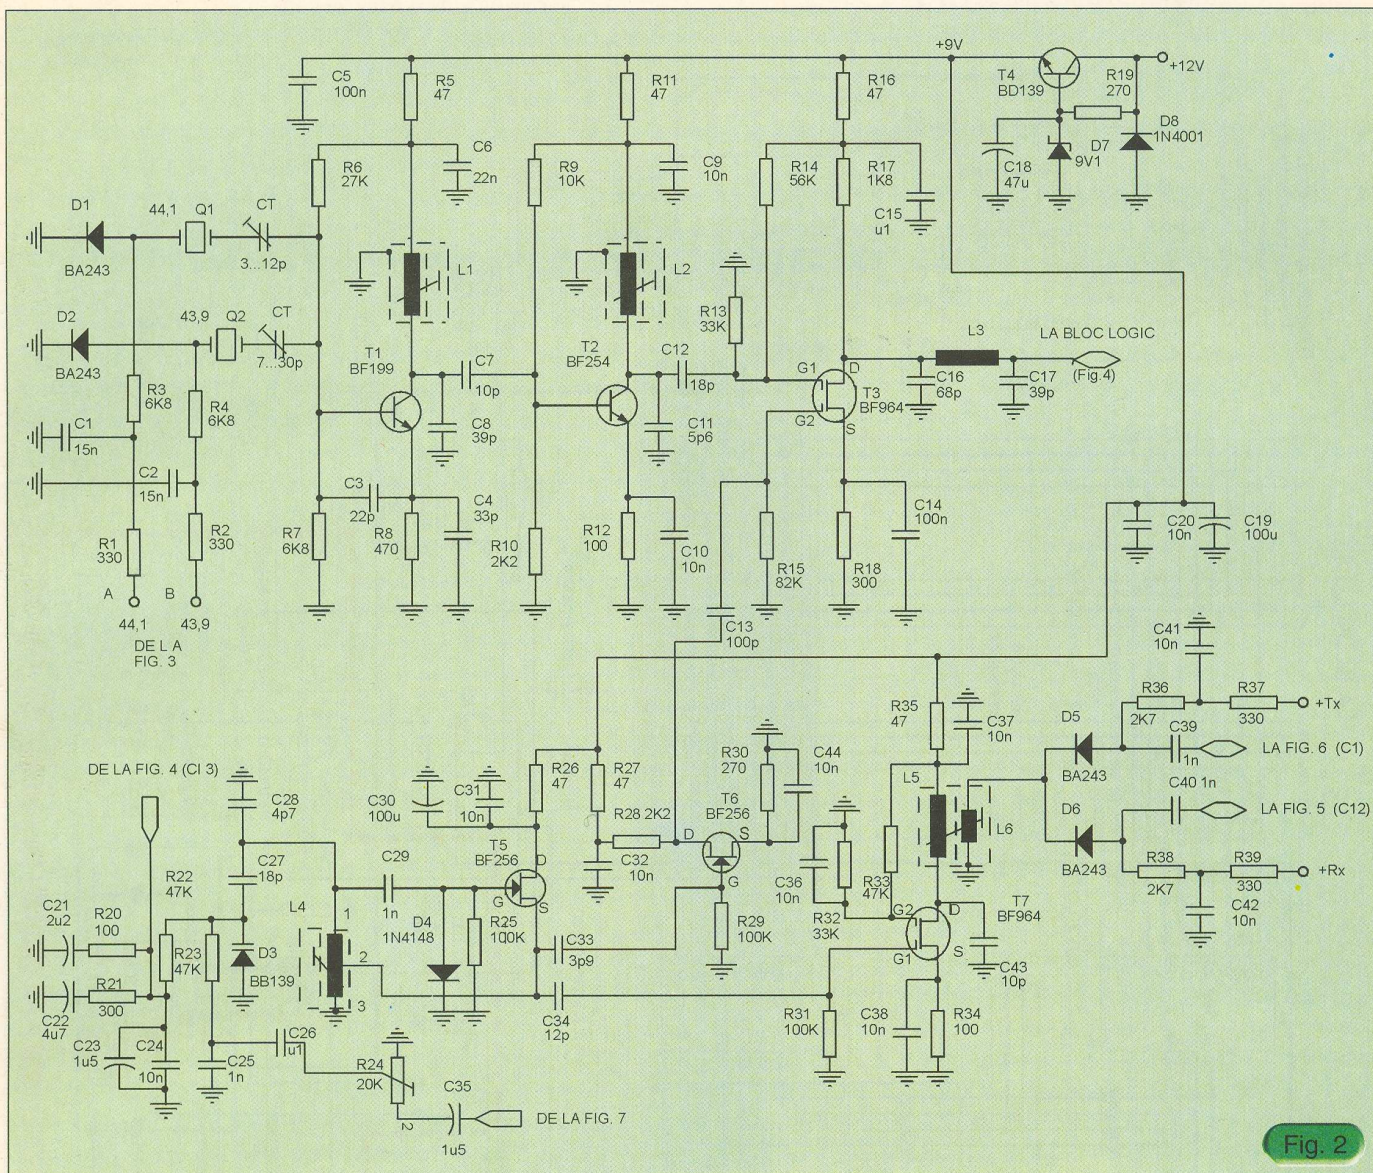 +9V
+12V
C5
100n
R5
47
R11
47
R16
47
T4
BD139
R19
270
D8
1N4001
D7
9V1
C18
47u
R6
27K
C6
22n
R9
10K
C9
10n
R14
56K
R17
1K8
C15
u1
D1
BA243
44,1
Q1
CT
3...12p
L1
L2
R13
33K
D2
BA243
43,9
Q2
CT
7...30p
L3
LA BLOC LOGIC
(Fig.4)
T1
BF199
C7
10p
T2
BF254
C12
18p
G1
D
T3
BF964
G2
S
C16
68p
C17
39p
R3
6K8
R4
6K8
C8
39p
C11
5p6
C1
15n
C2
15n
C3
22p
C4
33p
R1
330
R2
330
R7
6K8
R8
470
R10
2K2
R12
100
C10
10n
R15
82K
R18
300
C14
100n
C20
10n
C19
100u
A
B
44,1
43,9
DE L A
FIG. 3
C13
100p
C41
10n
R36
2K7
R37
330
+Tx
D5
BA243
C39
1n
LA FIG. 6 (C1)
R35
47
C37
10n
DE LA FIG. 4 (CI 3)
C28
4p7
C30
100u
C31
10n
R26
47
R27
47
R30
270
C44
10n
T6
BF256
R28 2K2
D
S
G
C32
10n
L5
L6
C40 1n
LA FIG. 5 (C12)
D6
BA243
R38
2K7
R39
330
+Rx
C42
10n
C27
18p
R22
47K
C29
1n
T5
BF256
D
G
S
C36
10n
R32
33K
R33
47K
G2
D
T7
BF964
G1
S
C43
10p
C21
2u2
R20
100
R23
47K
D3
BB139
L4
1
2
3
D4
1N4148
R25
100K
C33
3p9
R29
100K
R21
300
C22
4u7
C34
12p
R31
100K
C38
10n
R34
100
C23
1u5
C24
10n
C25
1n
C26
u1
R24
20K
2
C35
1u5
DE LA FIG. 7
Fig. 2